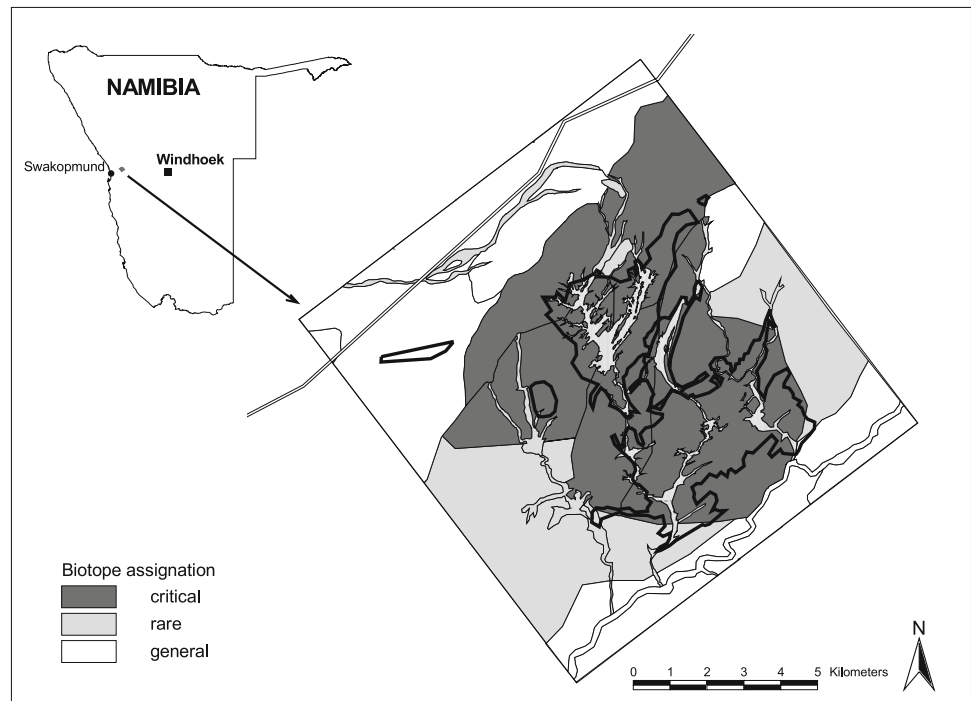 NAMIBIA
Swakopmund
Windhoek
Biotope assignation
critical
rare
general
N
0 1 2 3 4 5 Kilometers